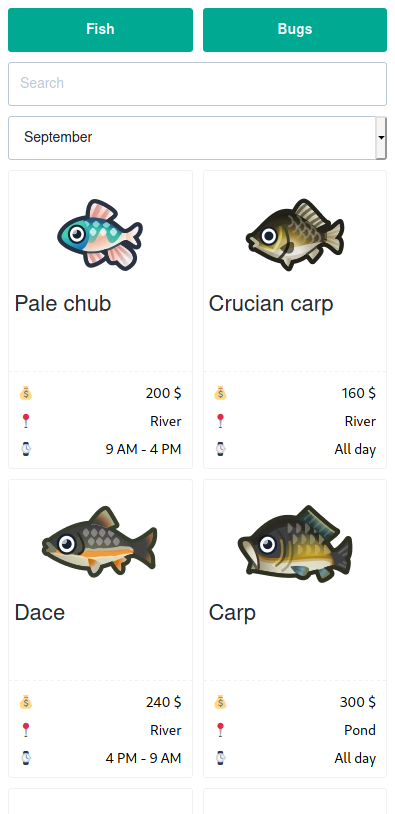 Fish
Bugs
Search
September
Pale chub
200 $
River
9 AM - 4 PM
Crucian carp
160 $
River
All day
Dace
240 $
River
4 PM - 9 AM
Carp
300 $
Pond
All day